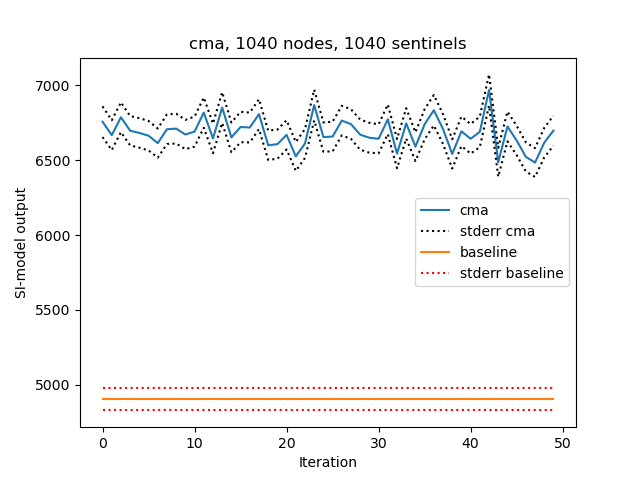 cma, 1040 nodes, 1040 sentinels
7000
6500
6000
5500
5000
SI-model output
cma
stderr cma
baseline
stderr baseline
0
10
20
30
40
50
Iteration